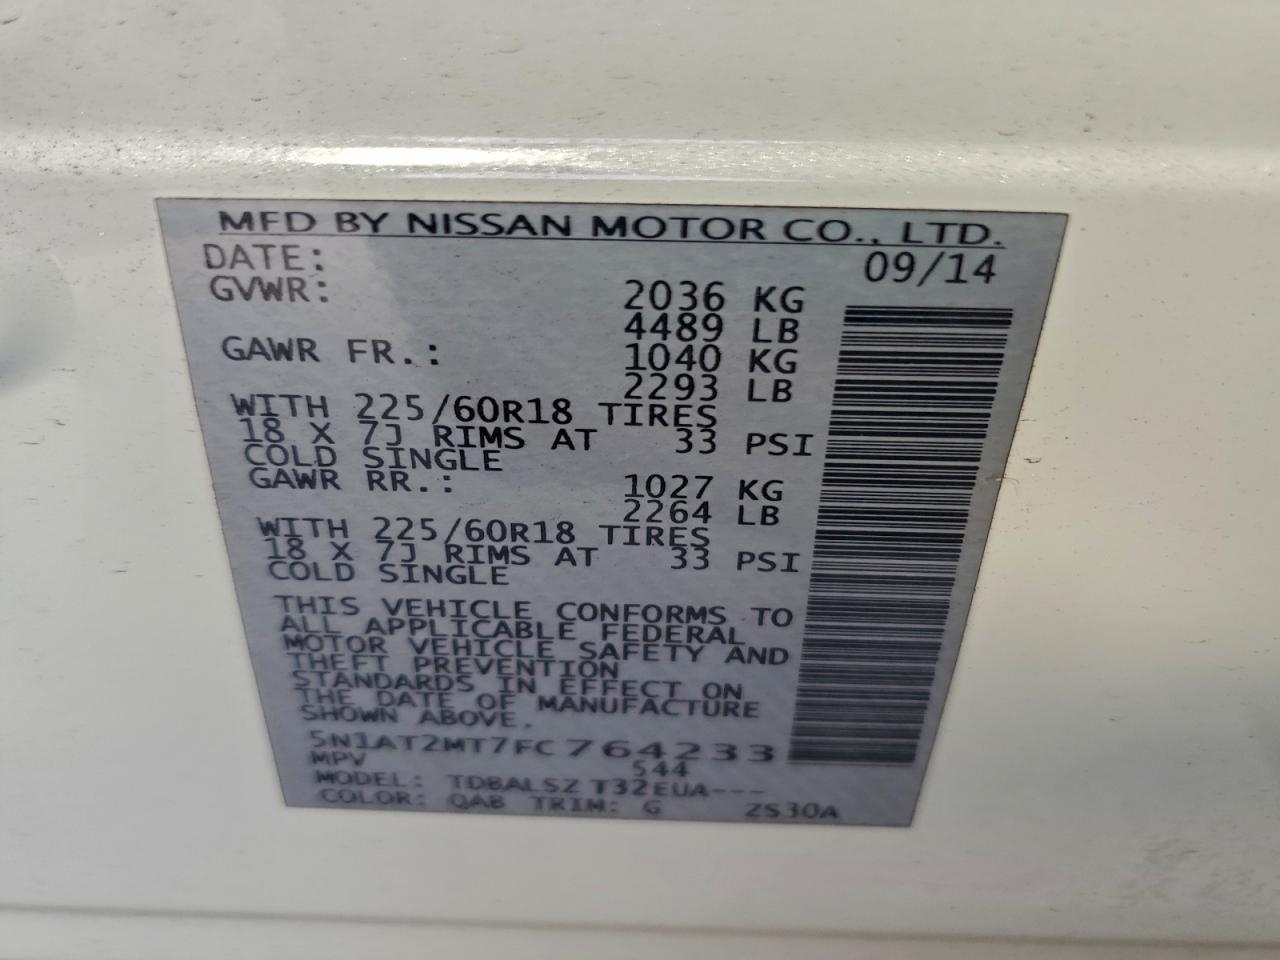 MFD BY NISSAN MOTOR CO., LTD.
DATE: 09/14
GVWR: 2036 KG
4489 LB
GAWR FR.: 1040 KG
2293 LB
WITH 225/60R18 TIRES
18 X 7J RIMS AT 33 PSI
COLD SINGLE
GAWR RR.: 1027 KG
2264 LB
WITH 225/60R18 TIRES
18 X 7J RIMS AT 33 PSI
COLD SINGLE
THIS VEHICLE CONFORMS TO
ALL APPLICABLE FEDERAL
MOTOR VEHICLE SAFETY AND
THEFT PREVENTION
STANDARDS IN EFFECT ON
THE DATE OF MANUFACTURE
SHOWN ABOVE.
5N1AT2MT7FC764233
MPV 544
MODEL: TDBALSZ T32EUA---
COLOR: QAB TRIM: G ZS30A